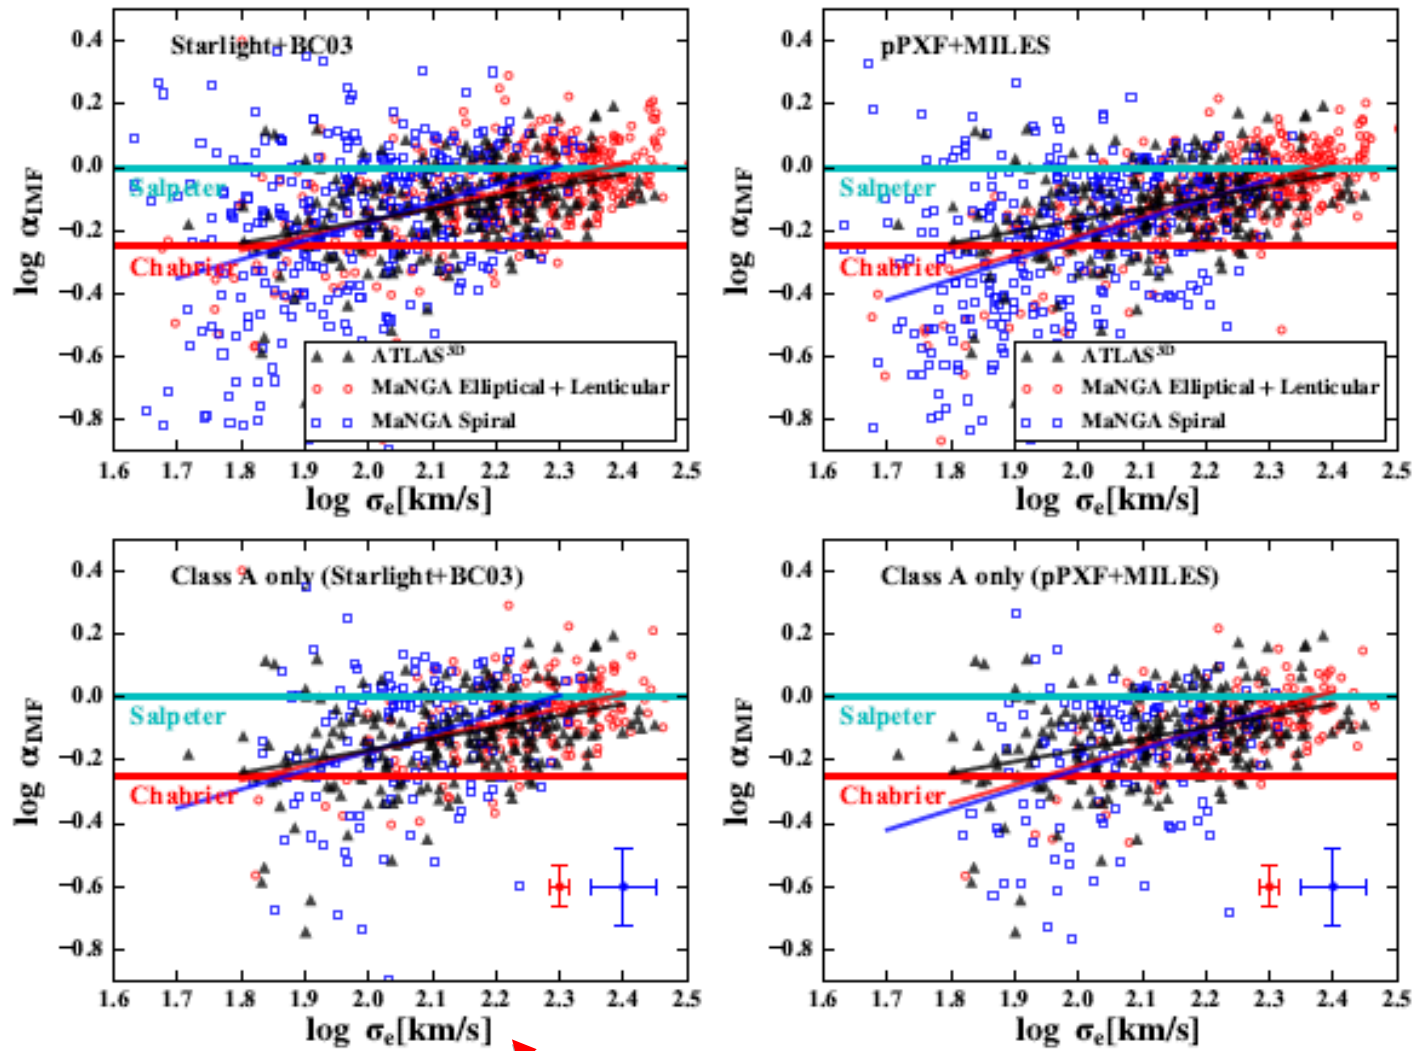 0.4
0.2
0.0
−0.2
−0.4
−0.6
−0.8
log αIMF
Starlight+BC03
Salpeter
Chabrier
ATLAS3D
MaNGA Elliptical + Lenticular
MaNGA Spiral
1.6 1.7 1.8 1.9 2.0 2.1 2.2 2.3 2.4 2.5
log σe[km/s]
0.4
0.2
0.0
−0.2
−0.4
−0.6
−0.8
log αIMF
pPXF+MILES
Salpeter
Chabrier
ATLAS3D
MaNGA Elliptical + Lenticular
MaNGA Spiral
1.6 1.7 1.8 1.9 2.0 2.1 2.2 2.3 2.4 2.5
log σe[km/s]
0.4
0.2
0.0
−0.2
−0.4
−0.6
−0.8
log αIMF
Class A only (Starlight+BC03)
Salpeter
Chabrier
1.6 1.7 1.8 1.9 2.0 2.1 2.2 2.3 2.4 2.5
log σe[km/s]
0.4
0.2
0.0
−0.2
−0.4
−0.6
−0.8
log αIMF
Class A only (pPXF+MILES)
Salpeter
Chabrier
1.6 1.7 1.8 1.9 2.0 2.1 2.2 2.3 2.4 2.5
log σe[km/s]